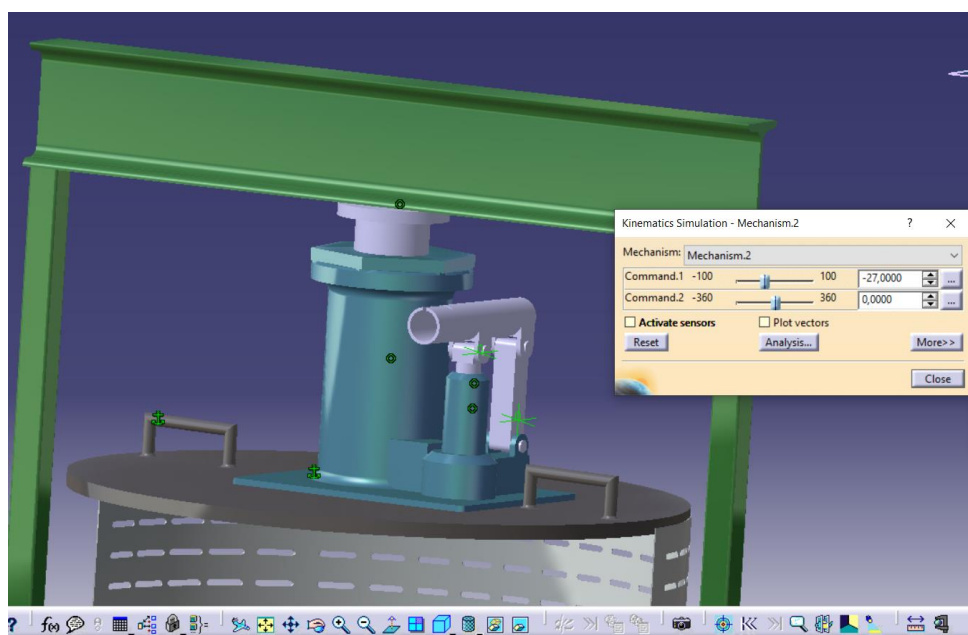 Kinematics Simulation - Mechanism.2 ? ×
Mechanism: Mechanism.2
Command.1 -100 100 -27,0000 ...
Command.2 -360 360 0,0000 ...
Activate sensors Plot vectors
Reset Analysis... More>>
Close
? f(x)